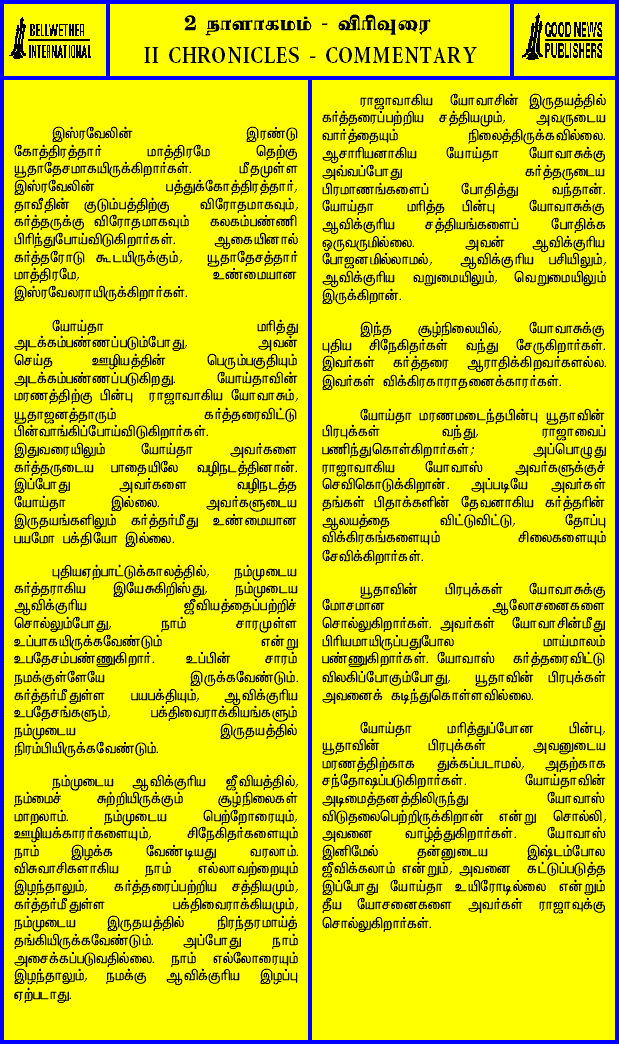 BELLWETHER
INTERNATIONAL
2 நாளாகமம் - விரிவுரை
II CHRONICLES - COMMENTARY
GOOD NEWS
PUBLISHERS
இஸ்ரவேலின் இரண்டு
கோத்திரத்தார் மாத்திரமே தெற்கு
யூதாதேசமாகயிருக்கிறார்கள். மீதமுள்ள
இஸ்ரவேலின் பத்துக்கோத்திரத்தார்,
தாவீதின் குடும்பத்திற்கு விரோதமாகவும்,
கர்த்தருக்கு விரோதமாகவும் கலகம்பண்ணி
பிரிந்துபோய்விடுகிறார்கள். ஆகையினால்
கர்த்தரோடு கூடயிருக்கும், யூதாதேசத்தார்
மாத்திரமே, உண்மையான
இஸ்ரவேலராயிருக்கிறார்கள்.
யோய்தா மரித்து
அடக்கம்பண்ணப்படும்போது, அவன்
செய்த ஊழியத்தின் பெரும்பகுதியும்
அடக்கம்பண்ணப்படுகிறது. யோய்தாவின்
மரணத்திற்கு பின்பு ராஜாவாகிய யோவாசும்,
யூதாஜனத்தாரும் கர்த்தரைவிட்டு
பின்வாங்கிப்போய்விடுகிறார்கள்.
இதுவரையிலும் யோய்தா அவர்களை
கர்த்தருடைய பாதையிலே வழிநடத்தினான்.
இப்போது அவர்களை வழிநடத்த
யோய்தா இல்லை. அவர்களுடைய
இருதயங்களிலும் கர்த்தர்மீது உண்மையான
பயமோ பக்தியோ இல்லை.
புதியஏற்பாட்டுக்காலத்தில், நம்முடைய
கர்த்தராகிய இயேசுகிறிஸ்து, நம்முடைய
ஆவிக்குரிய ஜீவியத்தைப்பற்றிச்
சொல்லும்போது, நாம் சாரமுள்ள
உப்பாகயிருக்கவேண்டும் என்று
உபதேசம்பண்ணுகிறார். உப்பின் சாரம்
நமக்குள்ளேயே இருக்கவேண்டும்.
கர்த்தர்மீதுள்ள பயபக்தியும், ஆவிக்குரிய
உபதேசங்களும், பக்திவைராக்கியங்களும்
நம்முடைய இருதயத்தில்
நிரம்பியிருக்கவேண்டும்.
நம்முடைய ஆவிக்குரிய ஜீவியத்தில்,
நம்மைச் சுற்றியிருக்கும் சூழ்நிலைகள்
மாறலாம். நம்முடைய பெற்றோரையும்,
ஊழியக்காரர்களையும், சிநேகிதர்களையும்
நாம் இழக்க வேண்டியது வரலாம்.
விசுவாசிகளாகிய நாம் எல்லாவற்றையும்
இழந்தாலும், கர்த்தரைப்பற்றிய சத்தியமும்,
கர்த்தர்மீதுள்ள பக்திவைராக்கியமும்,
நம்முடைய இருதயத்தில் நிரந்தரமாய்த்
தங்கியிருக்கவேண்டும். அப்போது நாம்
அசைக்கப்படுவதில்லை. நாம் எல்லோரையும்
இழந்தாலும், நமக்கு ஆவிக்குரிய இழப்பு
ஏற்படாது.
ராஜாவாகிய யோவாசின் இருதயத்தில்
கர்த்தரைப்பற்றிய சத்தியமும், அவருடைய
வார்த்தையும் நிலைத்திருக்கவில்லை.
ஆசாரியனாகிய யோய்தா யோவாசுக்கு
அவ்வப்போது கர்த்தருடைய
பிரமாணங்களைப் போதித்து வந்தான்.
யோய்தா மரித்த பின்பு யோவாசுக்கு
ஆவிக்குரிய சத்தியங்களைப் போதிக்க
ஒருவருமில்லை. அவன் ஆவிக்குரிய
போஜனமில்லாமல், ஆவிக்குரிய பசியிலும்,
ஆவிக்குரிய வறுமையிலும், வெறுமையிலும்
இருக்கிறான்.
இந்த சூழ்நிலையில், யோவாசுக்கு
புதிய சிநேகிதர்கள் வந்து சேருகிறார்கள்.
இவர்கள் கர்த்தரை ஆராதிக்கிறவர்களல்ல.
இவர்கள் விக்கிரகாராதனைக்காரர்கள்.
யோய்தா மரணமடைந்தபின்பு யூதாவின்
பிரபுக்கள் வந்து, ராஜாவைப்
பணிந்துகொள்கிறார்கள்; அப்பொழுது
ராஜாவாகிய யோவாஸ் அவர்களுக்குச்
செவிகொடுக்கிறான். அப்படியே அவர்கள்
தங்கள் பிதாக்களின் தேவனாகிய கர்த்தரின்
ஆலயத்தை விட்டுவிட்டு, தோப்பு
விக்கிரகங்களையும் சிலைகளையும்
சேவிக்கிறார்கள்.
யூதாவின் பிரபுக்கள் யோவாசுக்கு
மோசமான ஆலோசனைகளை
சொல்லுகிறார்கள். அவர்கள் யோவாசின்மீது
பிரியமாயிருப்பதுபோல மாய்மாலம்
பண்ணுகிறார்கள். யோவாஸ் கர்த்தரைவிட்டு
விலகிப்போகும்போது, யூதாவின் பிரபுக்கள்
அவனைக் கடிந்துகொள்ளவில்லை.
யோய்தா மரித்துப்போன பின்பு,
யூதாவின் பிரபுக்கள் அவனுடைய
மரணத்திற்காக துக்கப்படாமல், அதற்காக
சந்தோஷப்படுகிறார்கள். யோய்தாவின்
அடிமைத்தனத்திலிருந்து யோவாஸ்
விடுதலைபெற்றிருக்கிறான் என்று சொல்லி,
அவனை வாழ்த்துகிறார்கள். யோவாஸ்
இனிமேல் தன்னுடைய இஷ்டம்போல
ஜீவிக்கலாம் என்றும், அவனை கட்டுப்படுத்த
இப்போது யோய்தா உயிரோடில்லை என்றும்
தீய யோசனைகளை அவர்கள் ராஜாவுக்கு
சொல்லுகிறார்கள்.